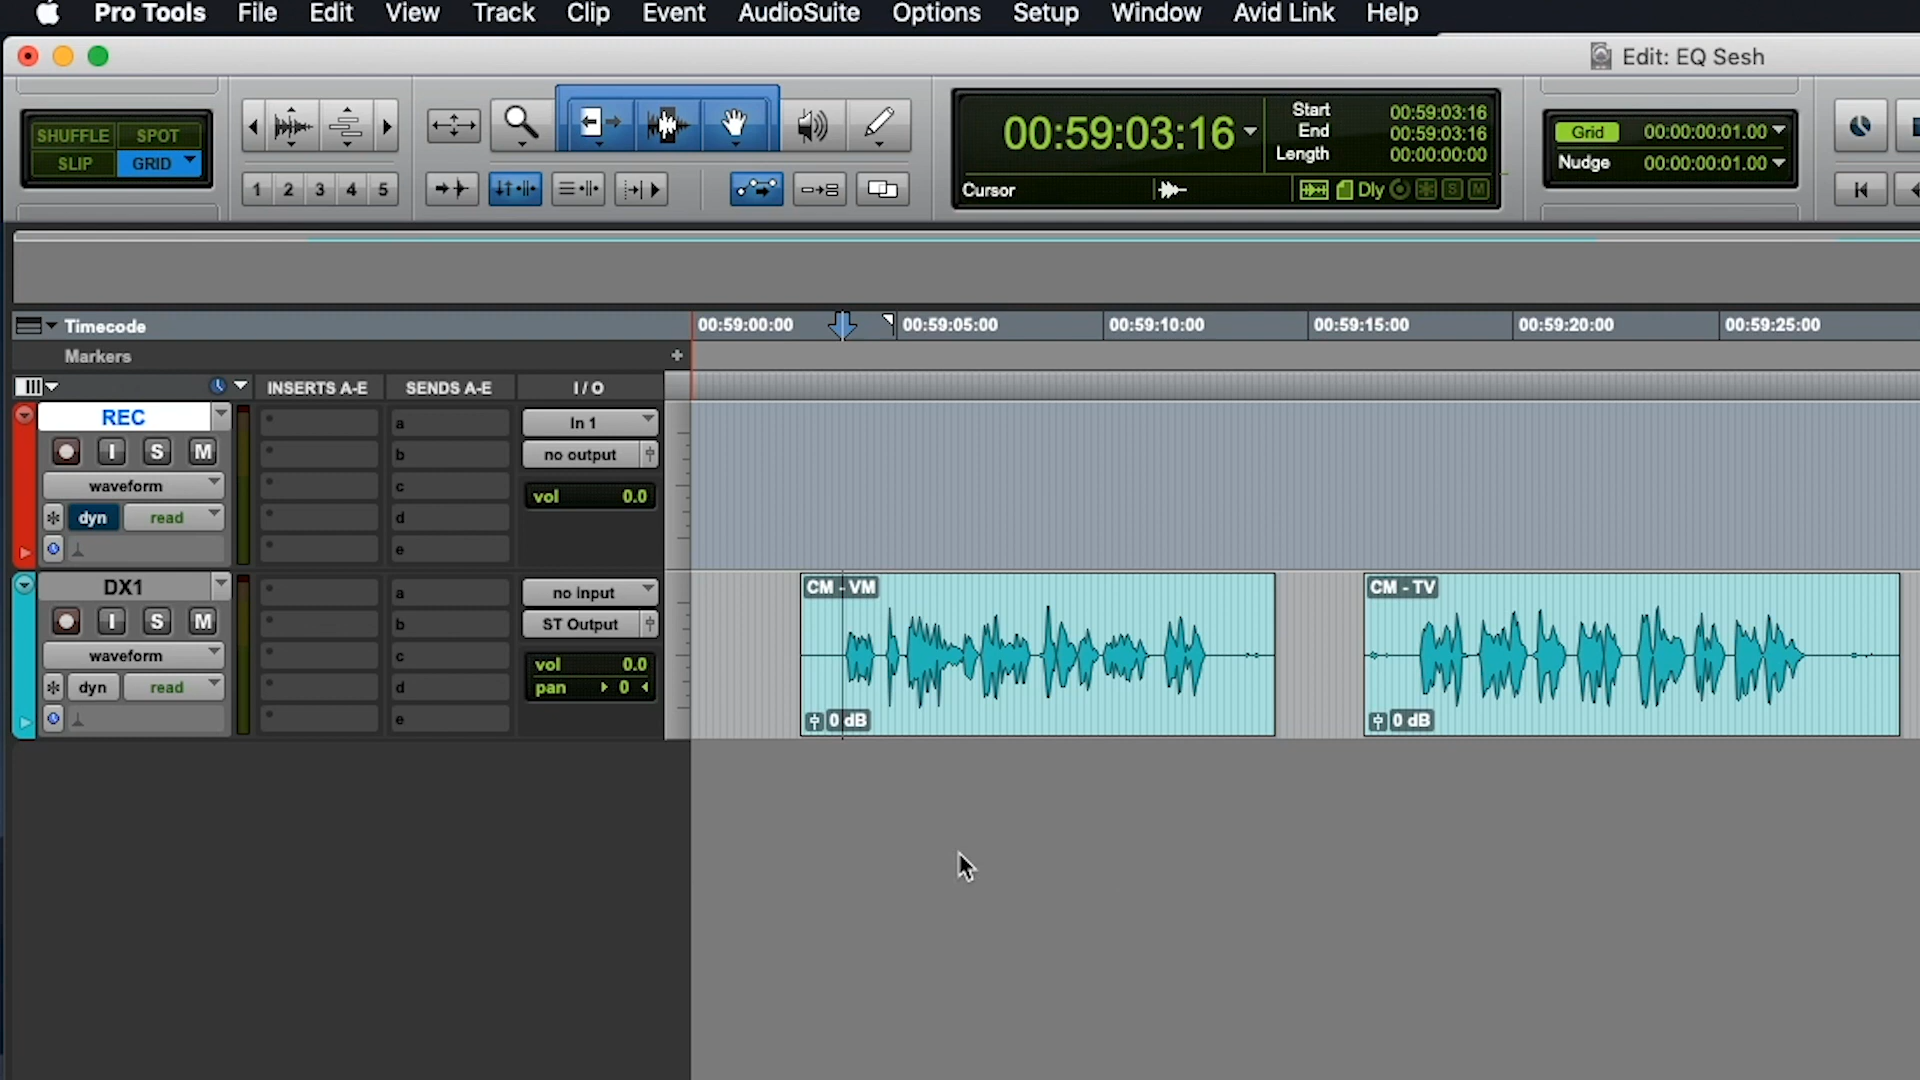 Pro Tools File Edit View Track Clip Event AudioSuite Options Setup Window Avid Link Help
Edit: EQ Sesh
SHUFFLE SPOT
SLIP GRID
1 2 3 4 5
00:59:03:16
Start 00:59:03:16
End 00:59:03:16
Length 00:00:00:00
Cursor Dly S M
Grid 00:00:00:01.00
Nudge 00:00:00:01.00
Timecode 00:59:00:00 00:59:05:00 00:59:10:00 00:59:15:00 00:59:20:00 00:59:25:00
Markers +
INSERTS A-E SENDS A-E I / O
REC a In 1
I S M b no output
waveform c vol 0.0
dyn read d
e
DX1 a no input CM - VM CM - TV
I S M b ST Output
waveform c vol 0.0
dyn read d pan 0
e 0 dB 0 dB